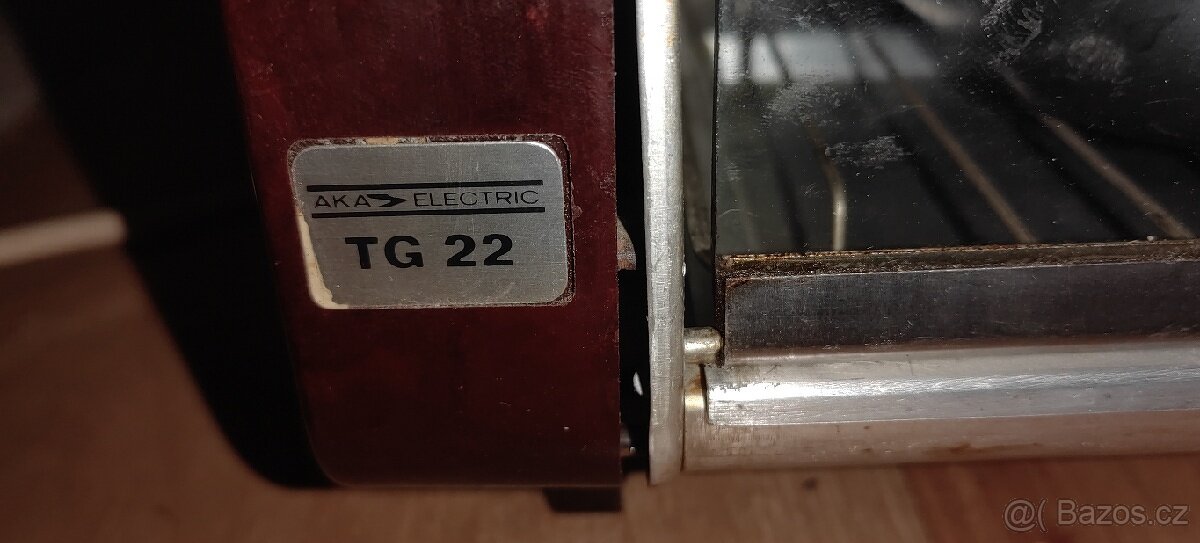 AKA ELECTRIC
TG 22
@( Bazos.cz